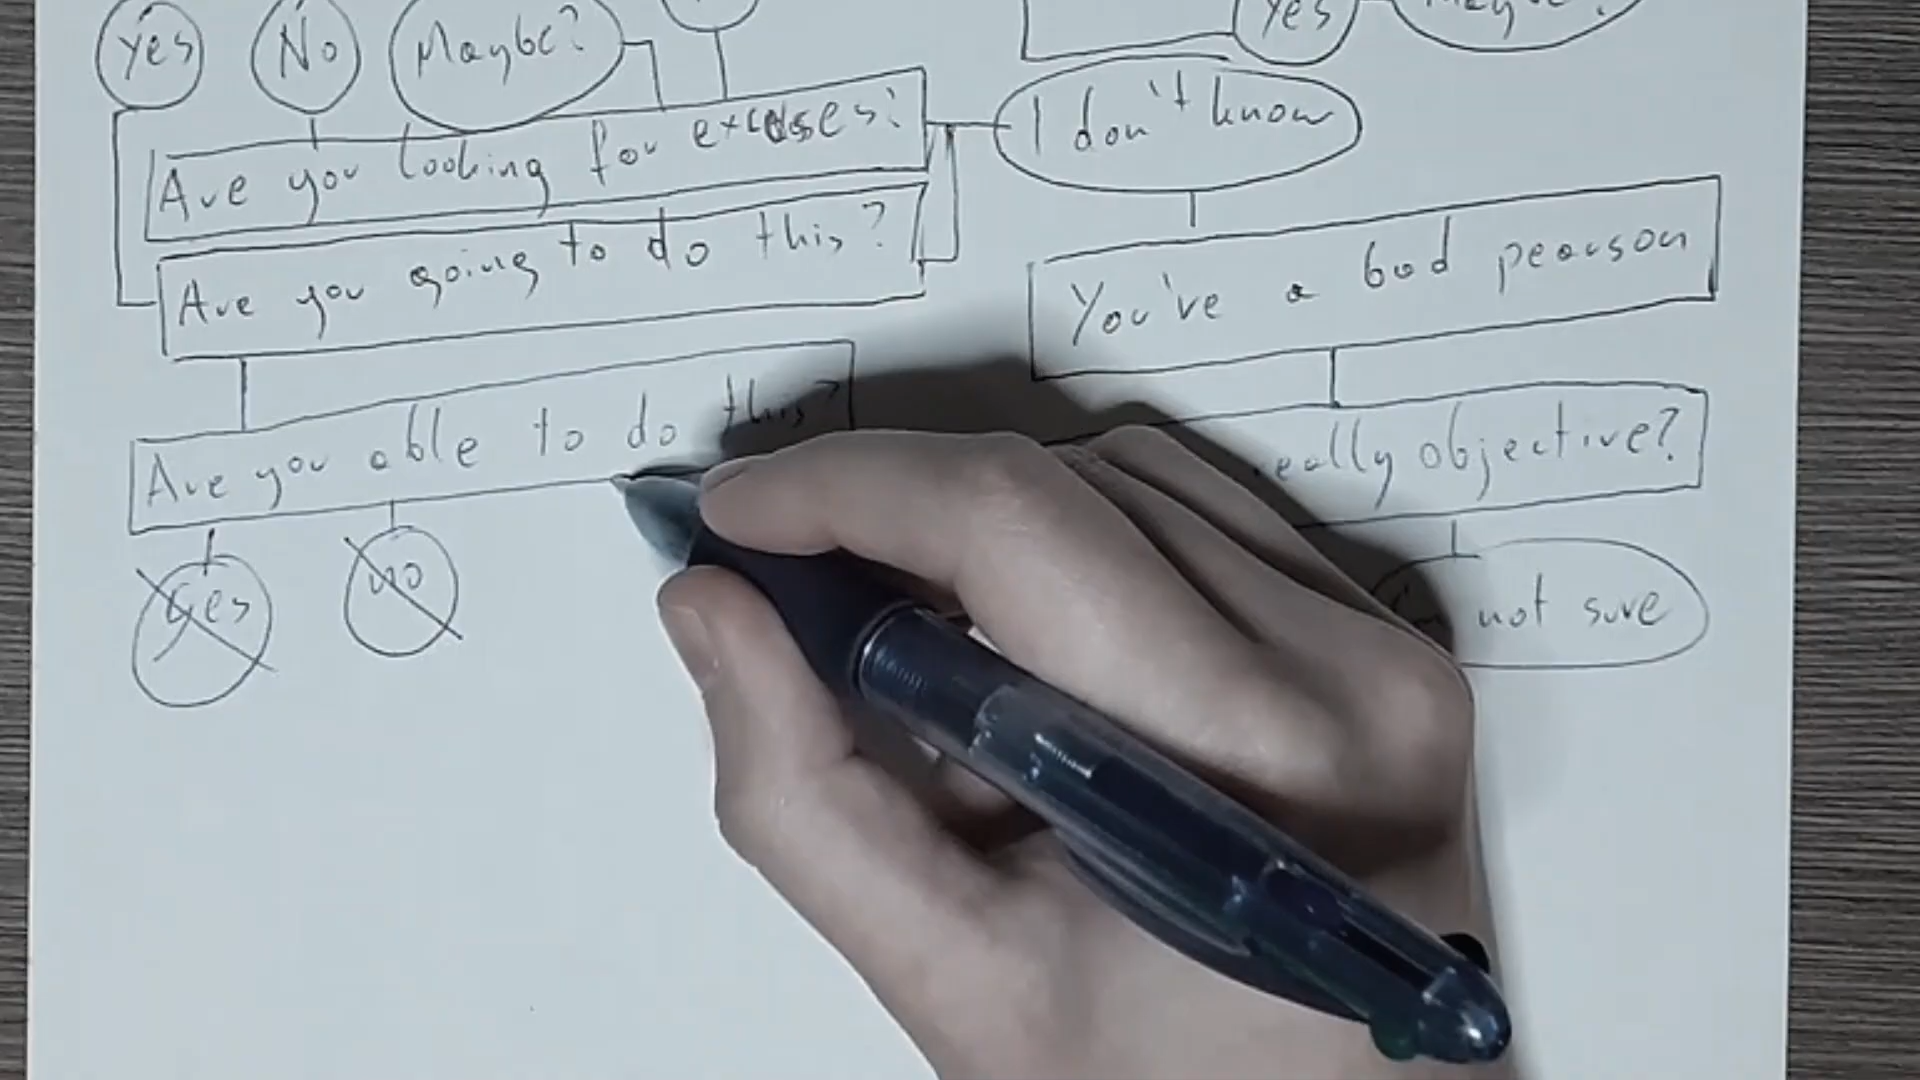 Yes
No
Maybe?
Yes
Are you looking for excuses?
I don't know
Are you going to do this?
You've a bad pearson
Are you able to do this?
really objective?
Yes
no
not sure